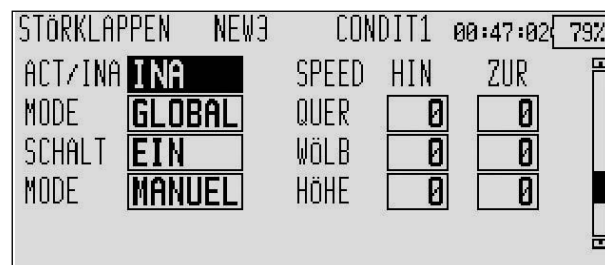 STÖRKLAPPEN NEW3 CONDIT1 00:47:02 79%
ACT/INA INA SPEED HIN ZUR
MODE GLOBAL QUER 0 0
SCHALT EIN WÖLB 0 0
MODE MANUEL HÖHE 0 0